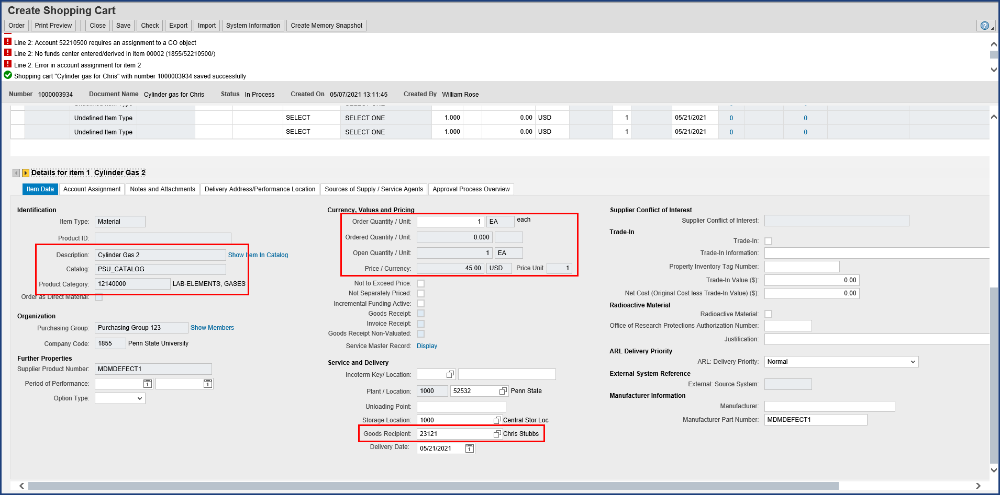 Create Shopping Cart
Order Print Preview Close Save Check Export Import System Information Create Memory Snapshot
Line 2: Account 52210500 requires an assignment to a CO object
Line 2: No funds center entered/derived in item 00002 (1855/52210500/)
Line 2: Error in account assignment for item 2
Shopping cart "Cylinder gas for Chris" with number 1000003934 saved successfully
Number 1000003934 Document Name Cylinder gas for Chris Status In Process Created On 05/07/2021 13:11:45 Created By William Rose
Undefined Item Type SELECT SELECT ONE 1.000 0.00 USD 1 05/21/2021 0 0
Undefined Item Type SELECT SELECT ONE 1.000 0.00 USD 1 05/21/2021 0 0
Details for item 1 Cylinder Gas 2
Item Data Account Assignment Notes and Attachments Delivery Address/Performance Location Sources of Supply / Service Agents Approval Process Overview
Identification
Item Type: Material
Product ID:
Description: Cylinder Gas 2 Show Item In Catalog
Catalog: PSU_CATALOG
Product Category: 12140000 LAB-ELEMENTS, GASES
Order as Direct Material:
Organization
Purchasing Group: Purchasing Group 123 Show Members
Company Code: 1855 Penn State University
Further Properties
Supplier Product Number: MDMDEFECT1
Period of Performance:
Option Type:
Currency, Values and Pricing
Order Quantity / Unit: 1 EA each
Ordered Quantity / Unit: 0.000
Open Quantity / Unit: 1 EA
Price / Currency: 45.00 USD Price Unit 1
Not to Exceed Price:
Not Separately Priced:
Incremental Funding Active:
Goods Receipt:
Invoice Receipt:
Goods Receipt Non-Valuated:
Service Master Record: Display
Service and Delivery
Incoterm Key/ Location:
Plant / Location: 1000 52532 Penn State
Unloading Point:
Storage Location: 1000 Central Stor Loc
Goods Recipient: 23121 Chris Stubbs
Delivery Date: 05/21/2021
Supplier Conflict of Interest
Supplier Conflict of Interest:
Trade-In
Trade-In:
Trade-In Information:
Property Inventory Tag Number:
Trade-In Value ($): 0.00
Net Cost (Original Cost less Trade-In Value) ($): 0.00
Radioactive Material
Radioactive Material:
Office of Research Protections Authorization Number:
Justification:
ARL Delivery Priority
ARL: Delivery Priority: Normal
External System Reference
External: Source System:
Manufacturer Information
Manufacturer:
Manufacturer Part Number: MDMDEFECT1